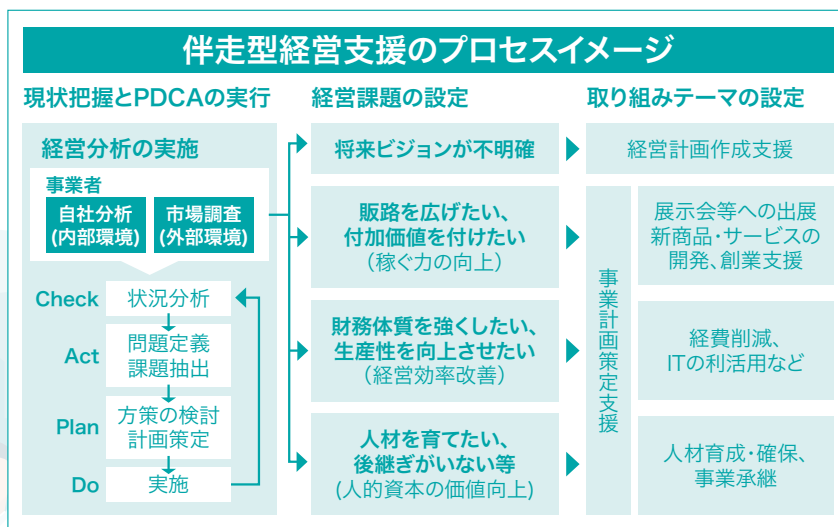 伴走型経営支援のプロセスイメージ
現状把握とPDCAの実行
経営分析の実施
事業者
自社分析
(内部環境)
市場調査
(外部環境)
Check
状況分析
Act
問題定義
課題抽出
Plan
方策の検討
計画策定
Do
実施
経営課題の設定
将来ビジョンが不明確
販路を広げたい、
付加価値を付けたい
（稼ぐ力の向上）
財務体質を強くしたい、
生産性を向上させたい
（経営効率改善）
人材を育てたい、
後継ぎがいない等
(人的資本の価値向上)
取り組みテーマの設定
経営計画作成支援
事業計画策定支援
展示会等への出展
新商品・サービスの
開発、創業支援
経費削減、
ITの利活用など
人材育成・確保、
事業承継